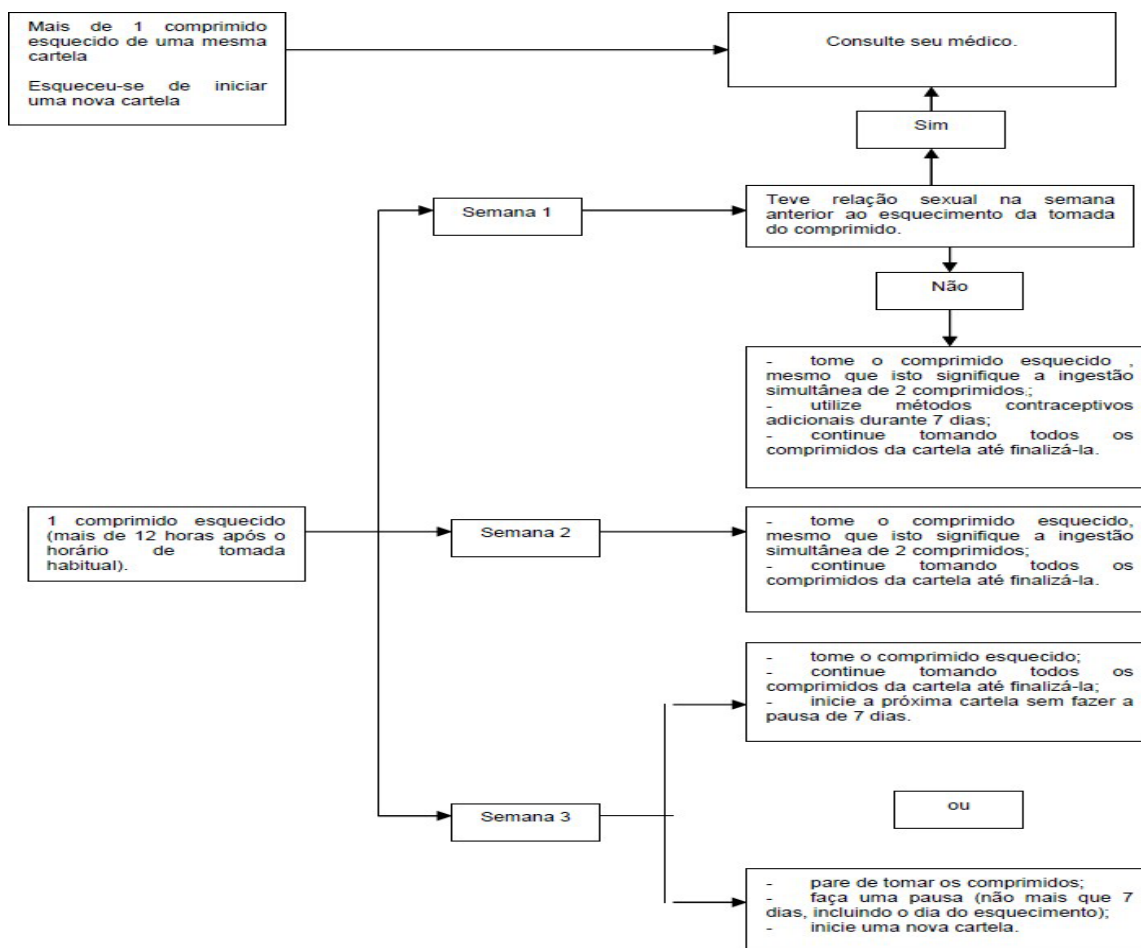 Mais de 1 comprimido
esquecido de uma mesma
cartela
Esqueceu-se de iniciar
uma nova cartela
Consulte seu médico.
Sim
Semana 1
Teve relação sexual na semana
anterior ao esquecimento da tomada
do comprimido.
Não
- tome o comprimido esquecido ,
mesmo que isto signifique a ingestão
simultânea de 2 comprimidos.;
- utilize métodos contraceptivos
adicionais durante 7 dias;
- continue tomando todos os
comprimidos da cartela até finalizá-la.
1 comprimido esquecido
(mais de 12 horas após o
horário de tomada
habitual).
Semana 2
- tome o comprimido esquecido,
mesmo que isto signifique a ingestão
simultânea de 2 comprimidos;
- continue tomando todos os
comprimidos da cartela até finalizá-la.
- tome o comprimido esquecido;
- continue tomando todos os
comprimidos da cartela até finalizá-la;
- inicie a próxima cartela sem fazer a
pausa de 7 dias.
Semana 3
ou
- pare de tomar os comprimidos;
- faça uma pausa (não mais que 7
dias, incluindo o dia do esquecimento);
- inicie uma nova cartela.